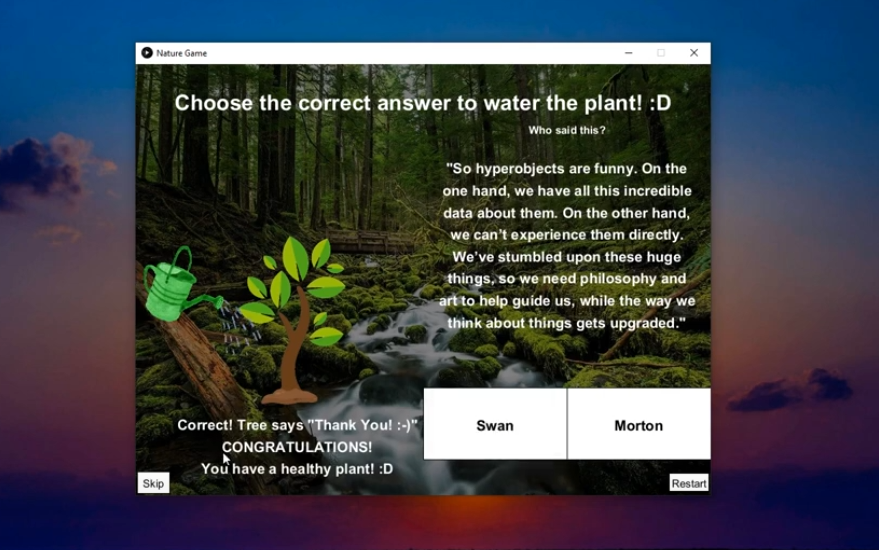 Nature Game
Choose the correct answer to water the plant! :D
Who said this?
"So hyperobjects are funny. On the
one hand, we have all this incredible
data about them. On the other hand,
we can't experience them directly.
We've stumbled upon these huge
things, so we need philosophy and
art to help guide us, while the way we
think about things gets upgraded."
Swan
Morton
Correct! Tree says "Thank You! :-)"
CONGRATULATIONS!
You have a healthy plant! :D
Skip
Restart